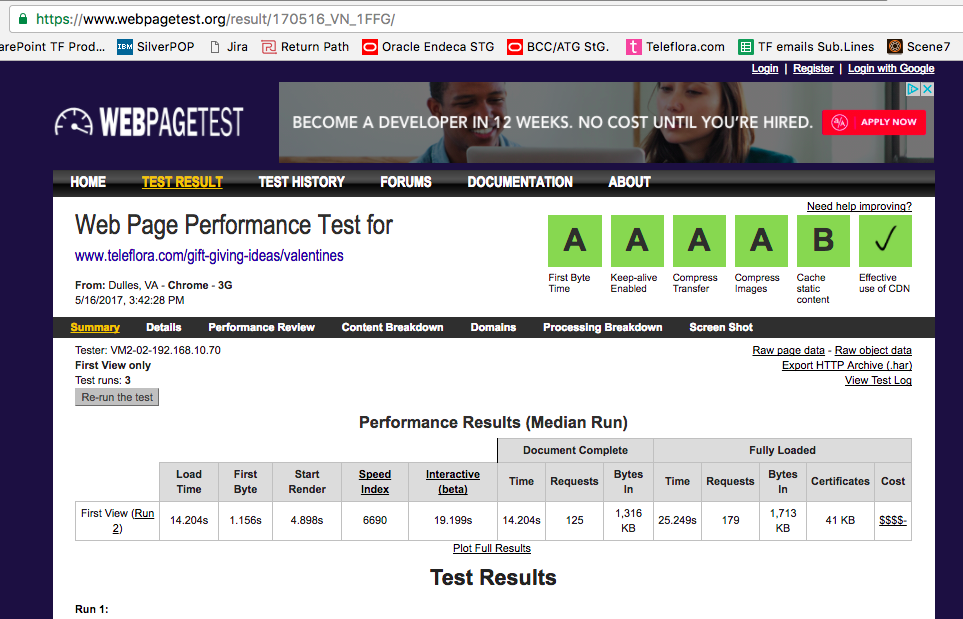 https://www.webpagetest.org/result/170516_VN_1FFG/
arePoint TF Prod... SilverPOP Jira Return Path Oracle Endeca STG BCC/ATG StG. Teleflora.com TF emails Sub.Lines Scene7
Login | Register | Login with Google
WEBPAGETEST
BECOME A DEVELOPER IN 12 WEEKS. NO COST UNTIL YOU'RE HIRED. APPLY NOW
HOME TEST RESULT TEST HISTORY FORUMS DOCUMENTATION ABOUT
Need help improving?
Web Page Performance Test for
www.teleflora.com/gift-giving-ideas/valentines
From: Dulles, VA - Chrome - 3G
5/16/2017, 3:42:28 PM
A A A A B ✓
First Byte Time
Keep-alive Enabled
Compress Transfer
Compress Images
Cache static content
Effective use of CDN
Summary Details Performance Review Content Breakdown Domains Processing Breakdown Screen Shot
Tester: VM2-02-192.168.10.70
First View only
Test runs: 3
Re-run the test
Raw page data - Raw object data
Export HTTP Archive (.har)
View Test Log
Performance Results (Median Run)
Document Complete Fully Loaded
Load Time First Byte Start Render Speed Index Interactive (beta) Time Requests Bytes In Time Requests Bytes In Certificates Cost
First View (Run 2) 14.204s 1.156s 4.898s 6690 19.199s 14.204s 125 1,316 KB 25.249s 179 1,713 KB 41 KB $$$$-
Plot Full Results
Test Results
Run 1: